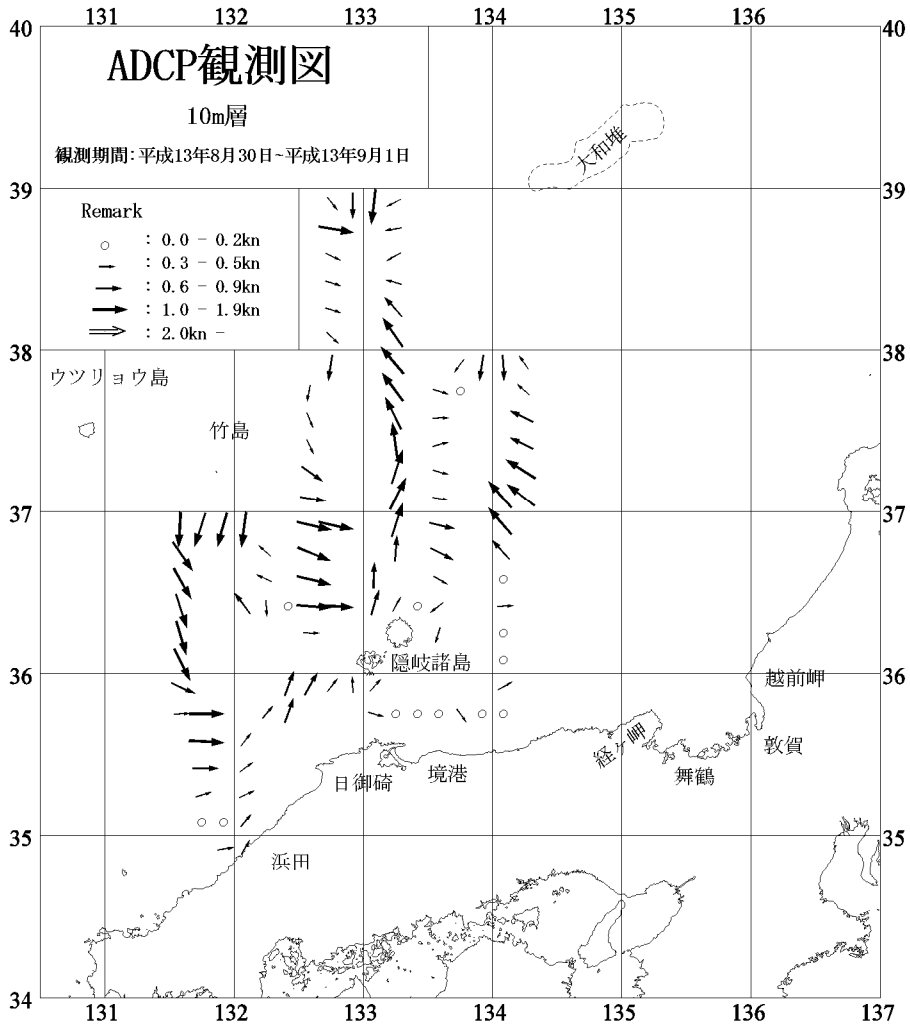 131 132 133 134 135 136
40 40
ADCP観測図
10m層
観測期間:平成13年8月30日~平成13年9月1日
大和堆
39 39
Remark
: 0.0 - 0.2kn
: 0.3 - 0.5kn
: 0.6 - 0.9kn
: 1.0 - 1.9kn
: 2.0kn -
38 38
ウツリョウ島
竹島
37 37
隠岐諸島
36 36
越前岬
経ヶ岬
敦賀
日御碕
境港
舞鶴
35 35
浜田
34
131 132 133 134 135 136 137